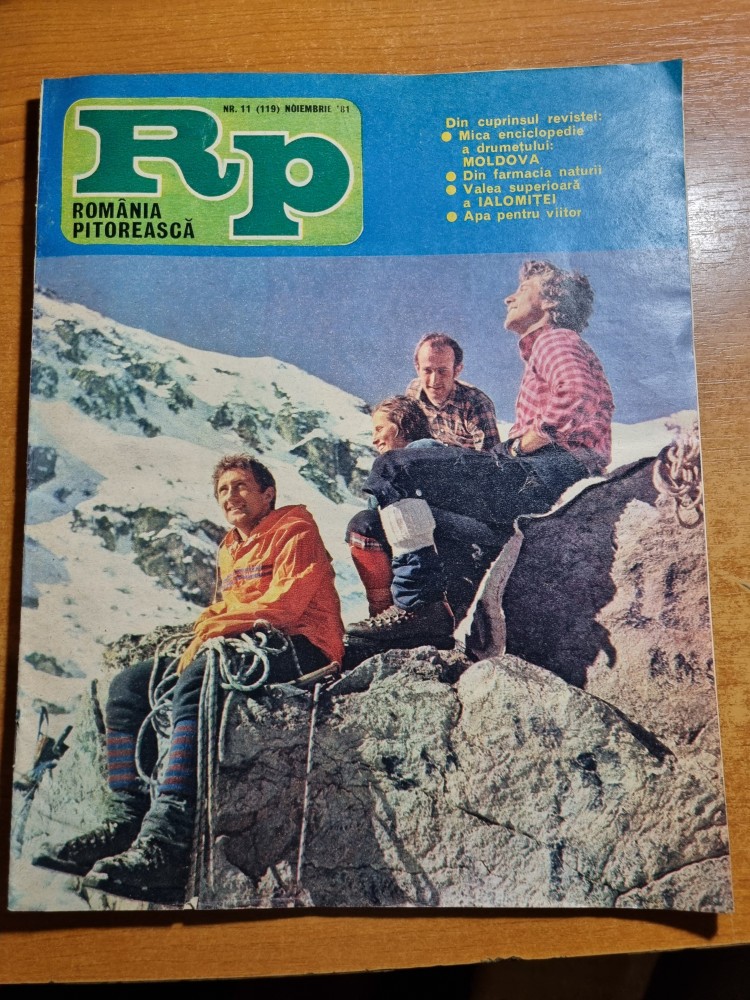 NR. 11 (119) NOIEMBRIE '81
Rp
ROMÂNIA
PITOREASCĂ
Din cuprinsul revistei:
● Mica enciclopedie
a drumețului:
MOLDOVA
● Din farmacia naturii
● Valea superioară
a IALOMIȚEI
● Apa pentru viitor